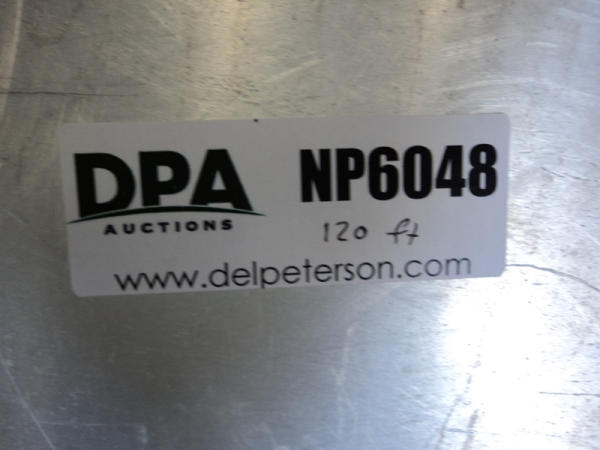 DPA NP6048
AUCTIONS 120 ft
www.delpeterson.com